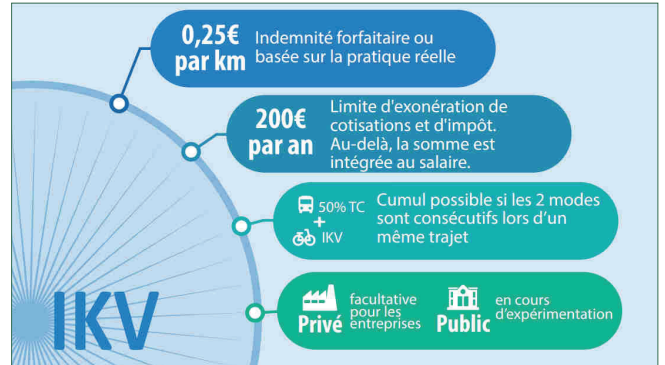 0,25€
par km
Indemnité forfaitaire ou
basée sur la pratique réelle
200€
par an
Limite d'exonération de
cotisations et d'impôt.
Au-delà, la somme est
intégrée au salaire.
50% TC
+
IKV
Cumul possible si les 2 modes
sont consécutifs lors d'un
même trajet
Privé
facultative
pour les
entreprises
Public
en cours
d'expérimentation
IKV